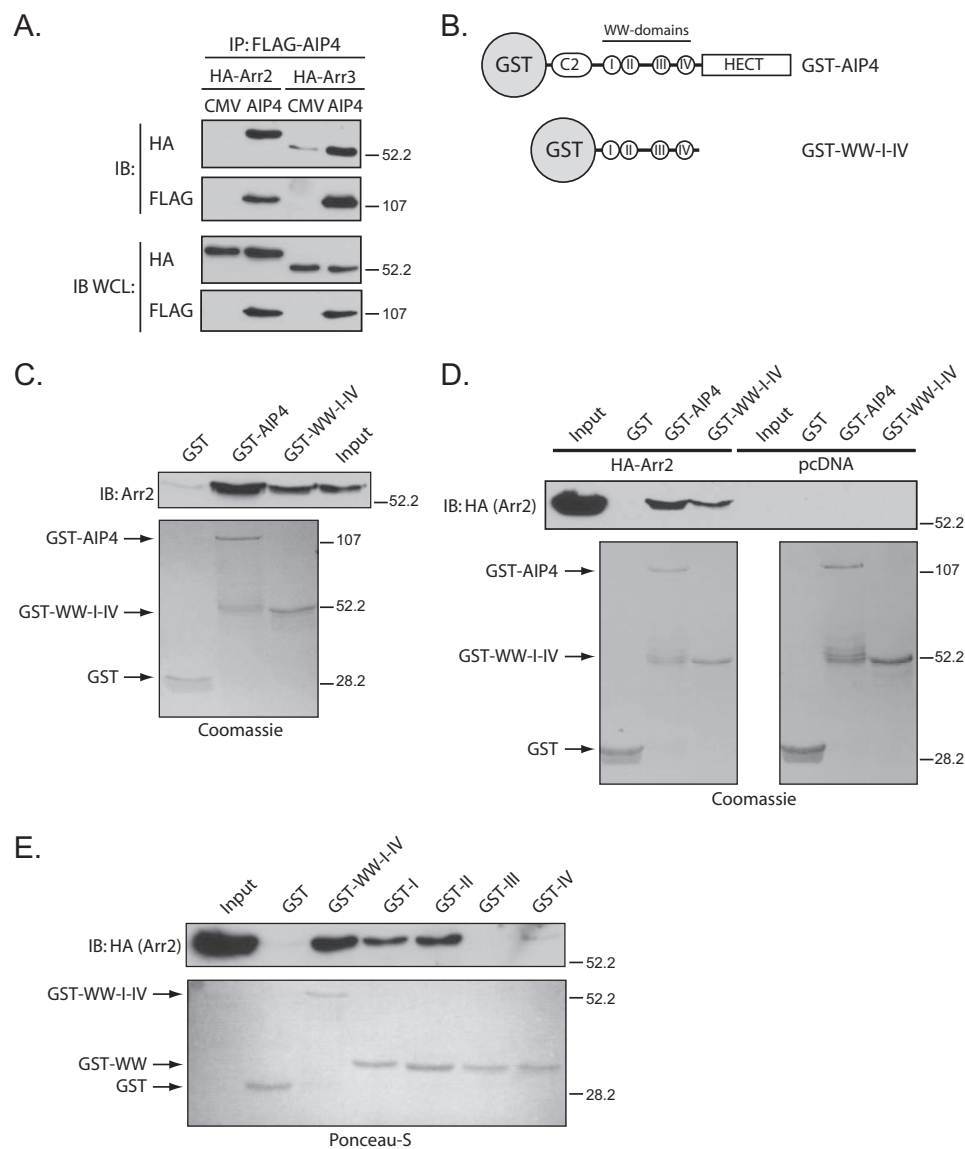 A.
IP: FLAG-AIP4
HA-Arr2 HA-Arr3
CMV AIP4 CMV AIP4
IB:
HA
52.2
FLAG
107
IB WCL:
HA
52.2
FLAG
107
B.
WW-domains
GST C2 I II III IV HECT GST-AIP4
GST I II III IV GST-WW-I-IV
C.
GST GST-AIP4 GST-WW-I-IV Input
IB: Arr2
52.2
GST-AIP4
107
GST-WW-I-IV
52.2
GST
28.2
Coomassie
D.
Input GST GST-AIP4 GST-WW-I-IV Input GST GST-AIP4 GST-WW-I-IV
HA-Arr2 pcDNA
IB: HA (Arr2)
52.2
GST-AIP4
107
GST-WW-I-IV
52.2
GST
28.2
Coomassie
E.
Input GST GST-WW-I-IV GST-I GST-II GST-III GST-IV
IB: HA (Arr2)
52.2
GST-WW-I-IV
52.2
GST-WW
GST
28.2
Ponceau-S